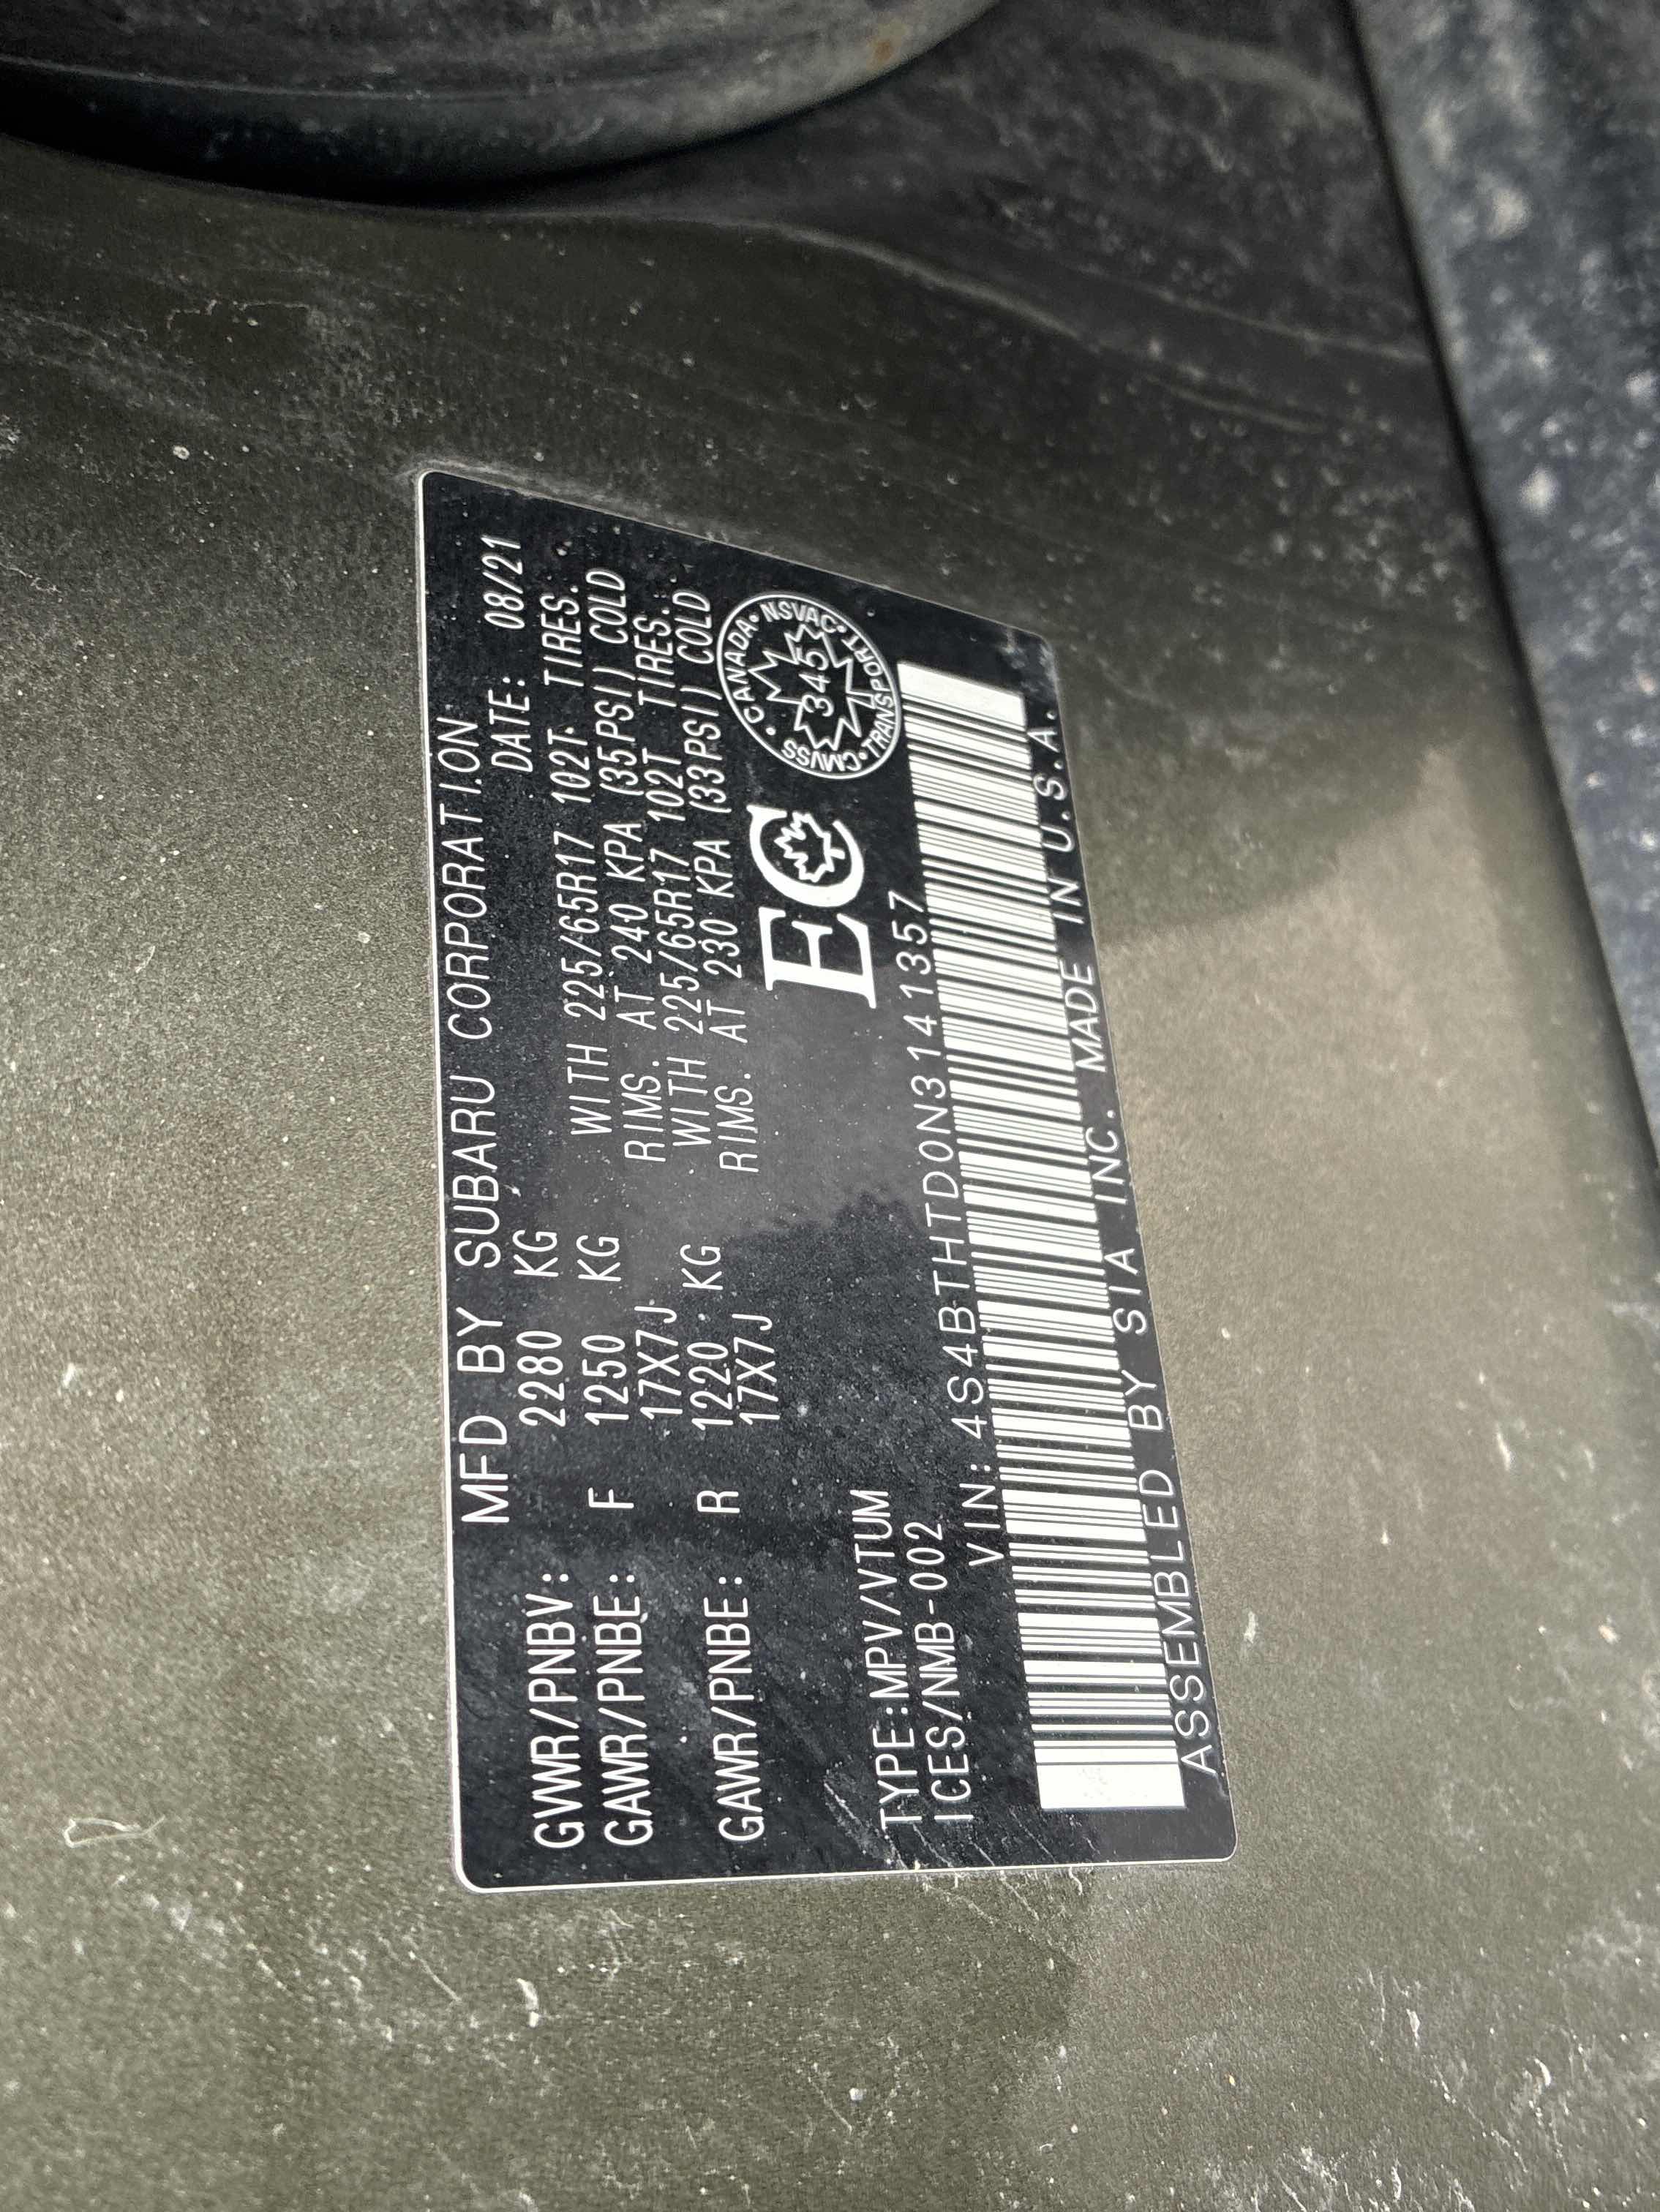 MFD BY SUBARU CORPORATION
DATE: 08/21
GVWR/PNBV: 2280 KG
GAWR/PNBE: F 1250 KG WITH 225/65R17 102T TIRES.
17X7J RIMS. AT 240 KPA (35PSI) COLD
GAWR/PNBE: R 1220 KG WITH 225/65R17 102T TIRES.
17X7J RIMS. AT 230 KPA (33PSI) COLD
TYPE:MPV/VTUM
ICES/NMB-002
EC
CANADA • NSVAC • TRANSPORT • CMVSS •
345
VIN: 4S4BTHTD0N3141357
ASSEMBLED BY SIA INC. MADE IN U.S.A.